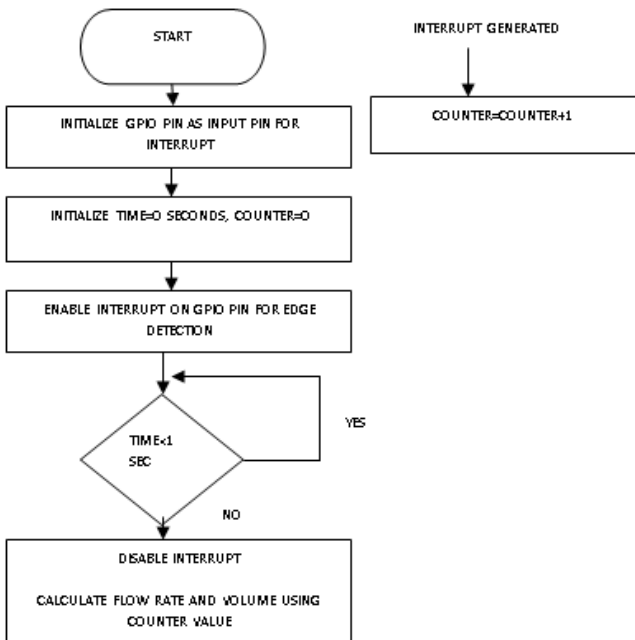 START
INITIALIZE GPIO PIN AS INPUT PIN FOR
INTERRUPT
INITIALIZE TIME=0 SECONDS, COUNTER=0
ENABLE INTERRUPT ON GPIO PIN FOR EDGE
DETECTION
TIME<1
SEC
YES
NO
DISABLE INTERRUPT
CALCULATE FLOW RATE AND VOLUME USING
COUNTER VALUE
INTERRUPT GENERATED
COUNTER=COUNTER+1